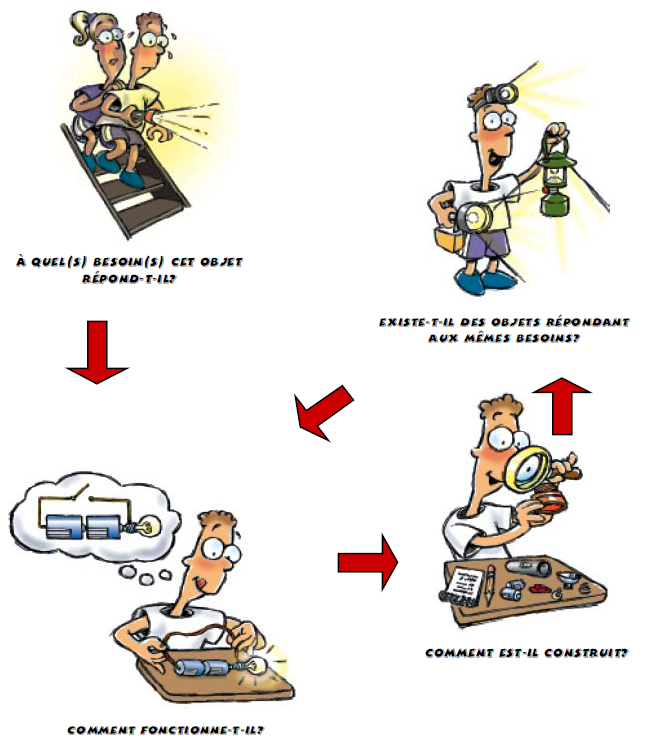 À QUEL(S) BESOIN(S) CET OBJET
RÉPOND-T-IL?
EXISTE-T-IL DES OBJETS RÉPONDANT
AUX MÊMES BESOINS?
COMMENT EST-IL CONSTRUIT?
COMMENT FONCTIONNE-T-IL?